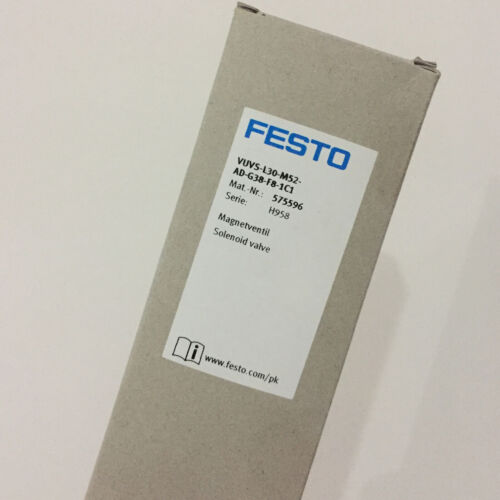 FESTO
VUVS-L30-M52-
AD-G38-F8-1C1
Mat.-Nr.: 575596
Serie: H958
Magnetventil
Solenoid valve
www.festo.com/pk